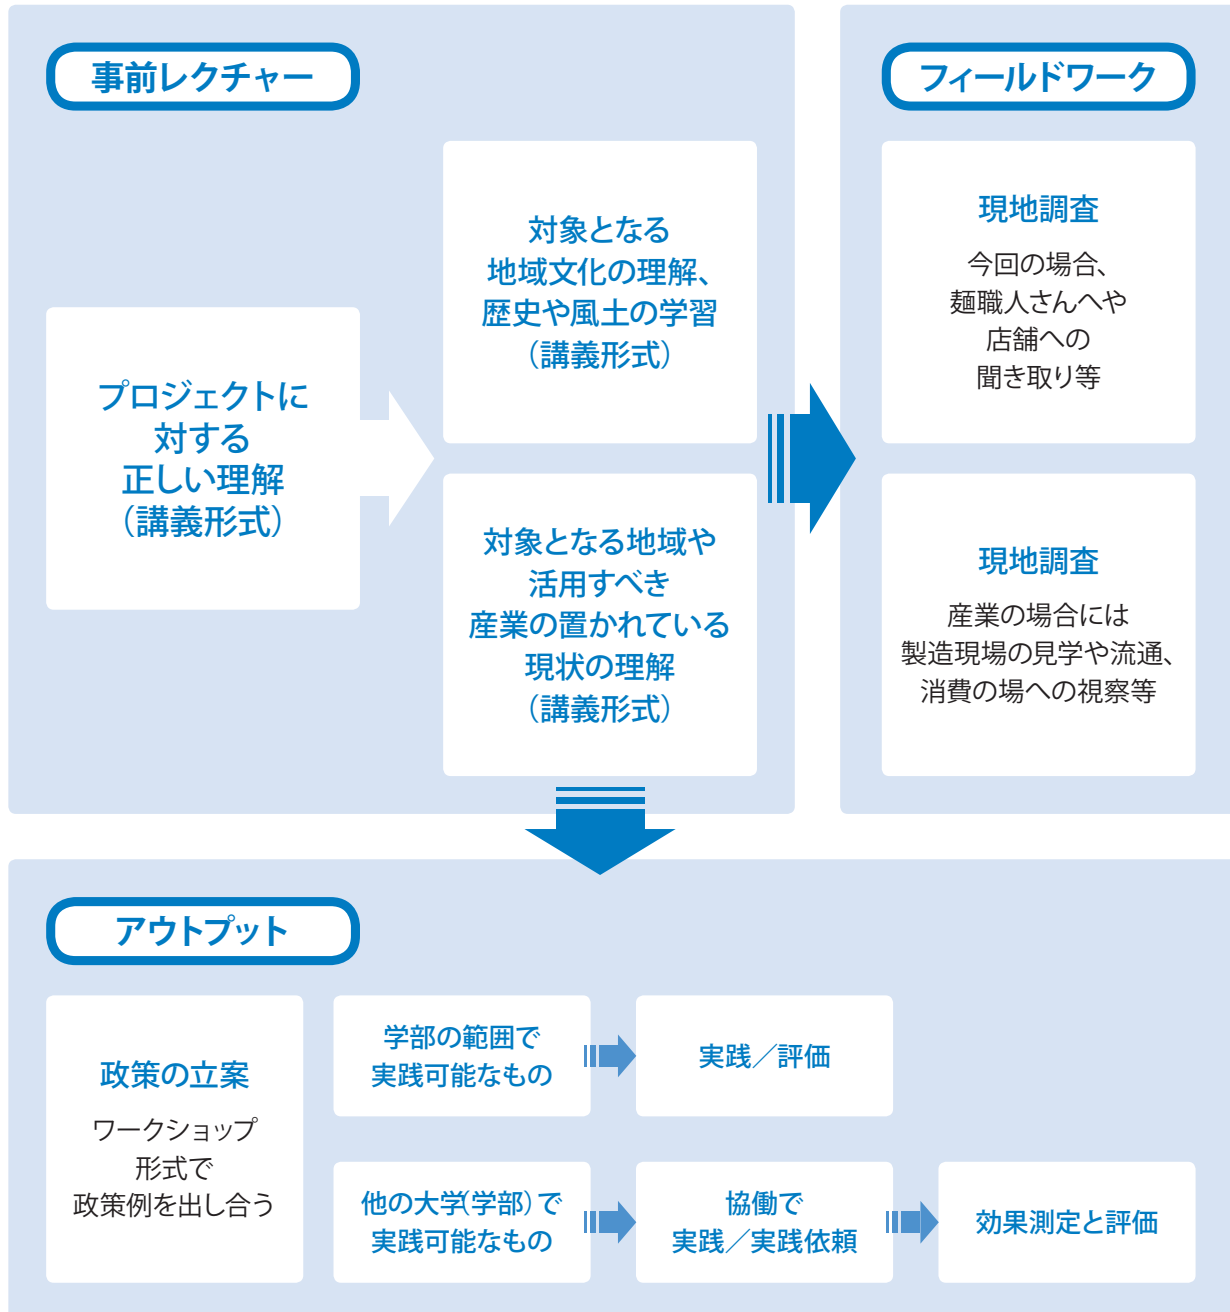 事前レクチャー
プロジェクトに
対する
正しい理解
（講義形式）
対象となる
地域文化の理解、
歴史や風土の学習
（講義形式）
対象となる地域や
活用すべき
産業の置かれている
現状の理解
（講義形式）
フィールドワーク
現地調査
今回の場合、
麺職人さんへや
店舗への
聞き取り等
現地調査
産業の場合には
製造現場の見学や流通、
消費の場への視察等
アウトプット
政策の立案
ワークショップ
形式で
政策例を出し合う
学部の範囲で
実践可能なもの
実践／評価
他の大学（学部）で
実践可能なもの
協働で
実践／実践依頼
効果測定と評価